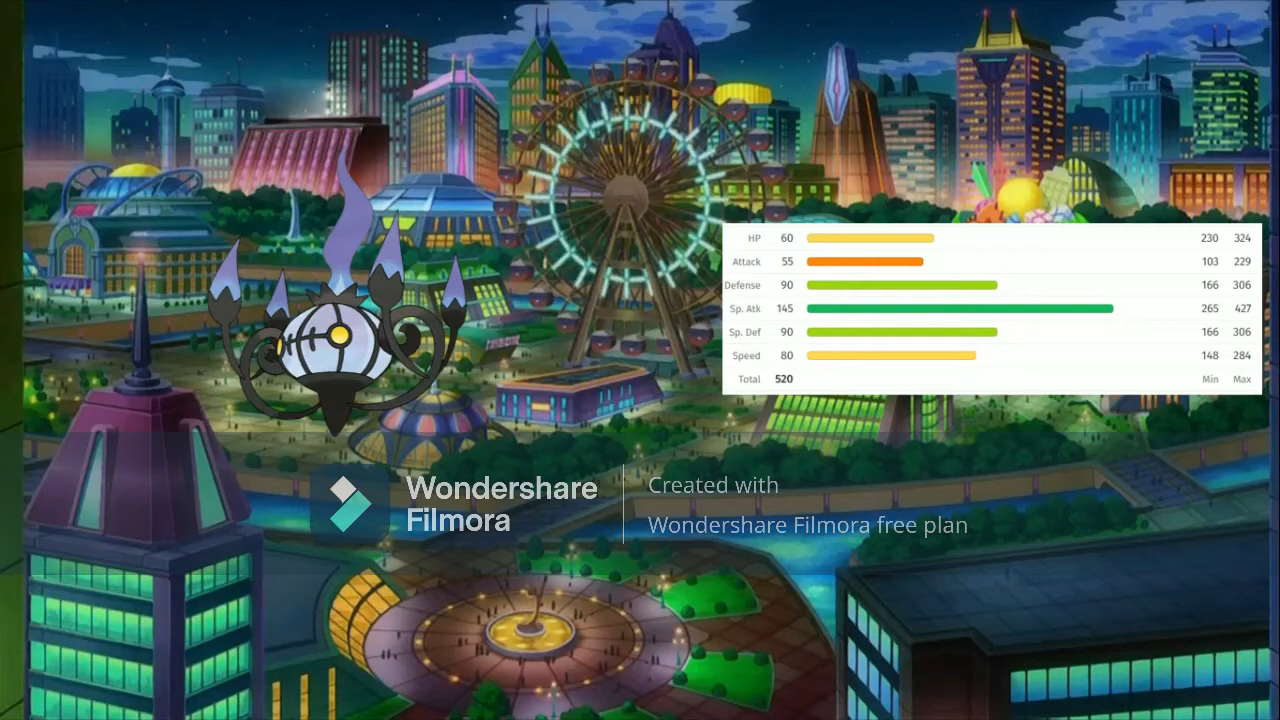 HP 60 230 324
Attack 55 103 229
Defense 90 166 306
Sp. Atk 145 265 427
Sp. Def 90 166 306
Speed 80 148 284
Total 520 Min Max
Wondershare
Filmora
Created with
Wondershare Filmora free plan